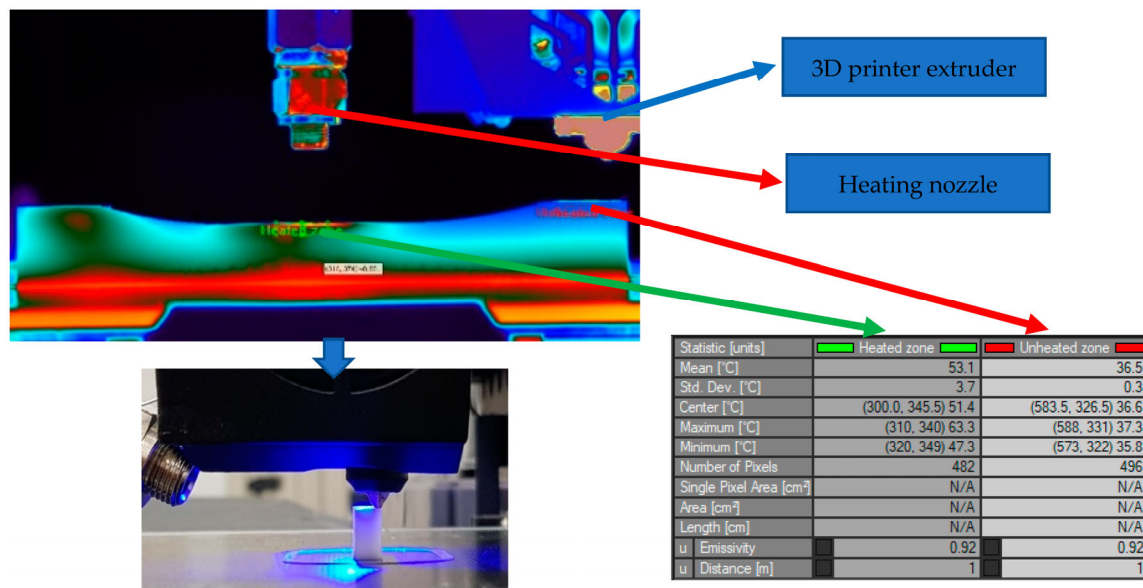 3D printer extruder
Heating nozzle
Heated zone
Unheated
Statistic [units] Heated zone Unheated zone
Mean [°C] 53.1 36.5
Std. Dev. [°C] 3.7 0.3
Center [°C] (300.0, 345.5) 51.4 (583.5, 326.5) 36.6
Maximum [°C] (310, 340) 63.3 (588, 331) 37.3
Minimum [°C] (320, 349) 47.3 (573, 322) 35.8
Number of Pixels 482 496
Single Pixel Area [cm²] N/A N/A
Area [cm²] N/A N/A
Length [cm] N/A N/A
u Emissivity 0.92 0.92
u Distance [m] 1 1